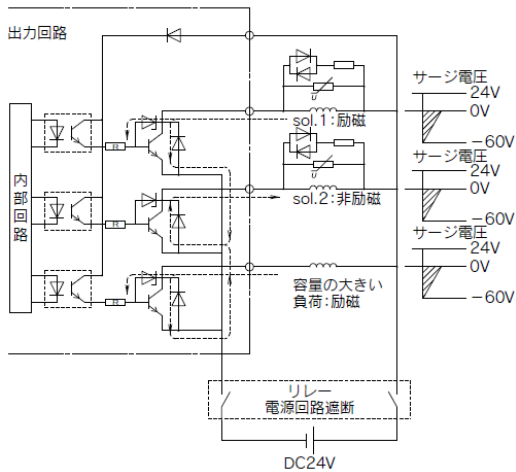 出力回路
サージ電圧
24V
0V
-60V
sol.1:励磁
サージ電圧
24V
0V
-60V
sol.2:非励磁
サージ電圧
24V
0V
-60V
内部回路
R
R
R
υ
υ
容量の大きい
負荷:励磁
リレー
電源回路遮断
DC24V